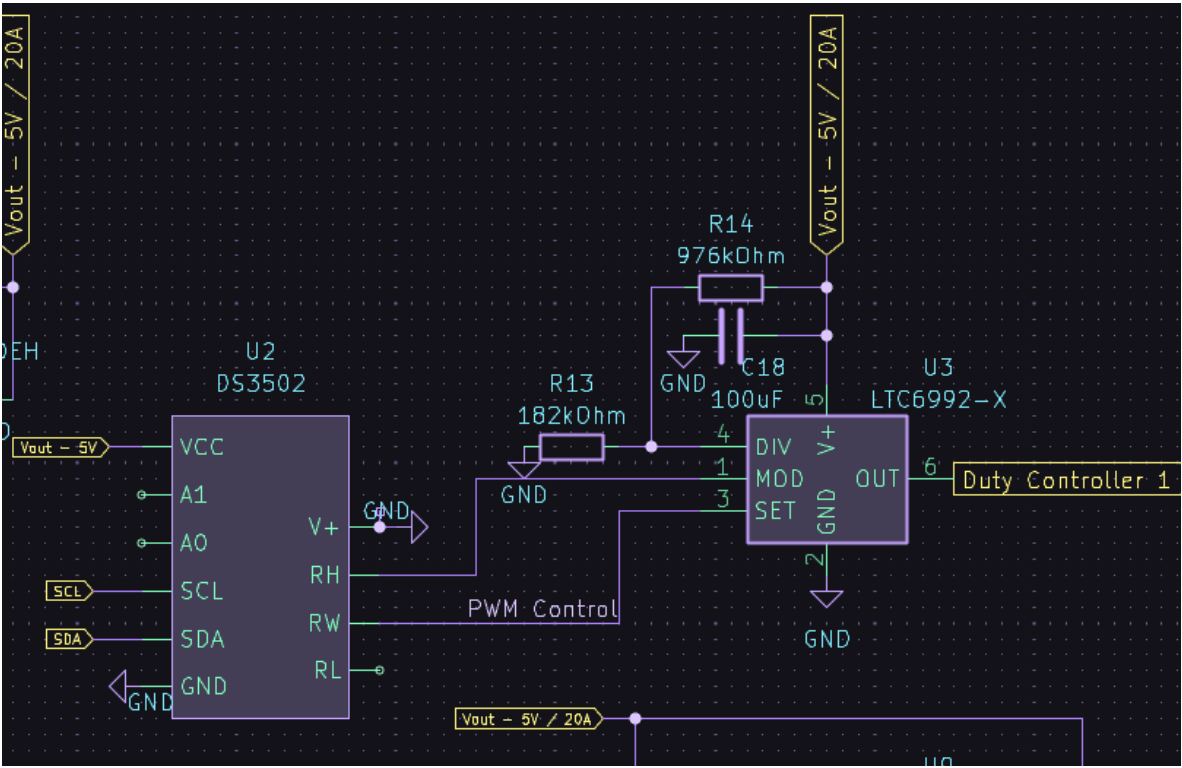 Vout - 5V / 20A
Vout - 5V / 20A
R14
976kOhm
DEH
U2
DS3502
GND
C18
100uF
R13
182kOhm
U3
LTC6992-X
5
Vout - 5V
VCC
A1
A0
SCL
SCL
SDA
SDA
GND
GND
V+
GND
RH
RW
RL
PWM Control
GND
4
1
3
DIV
MOD
SET
V+
GND
OUT
6
Duty Controller 1
2
GND
Vout - 5V / 20A